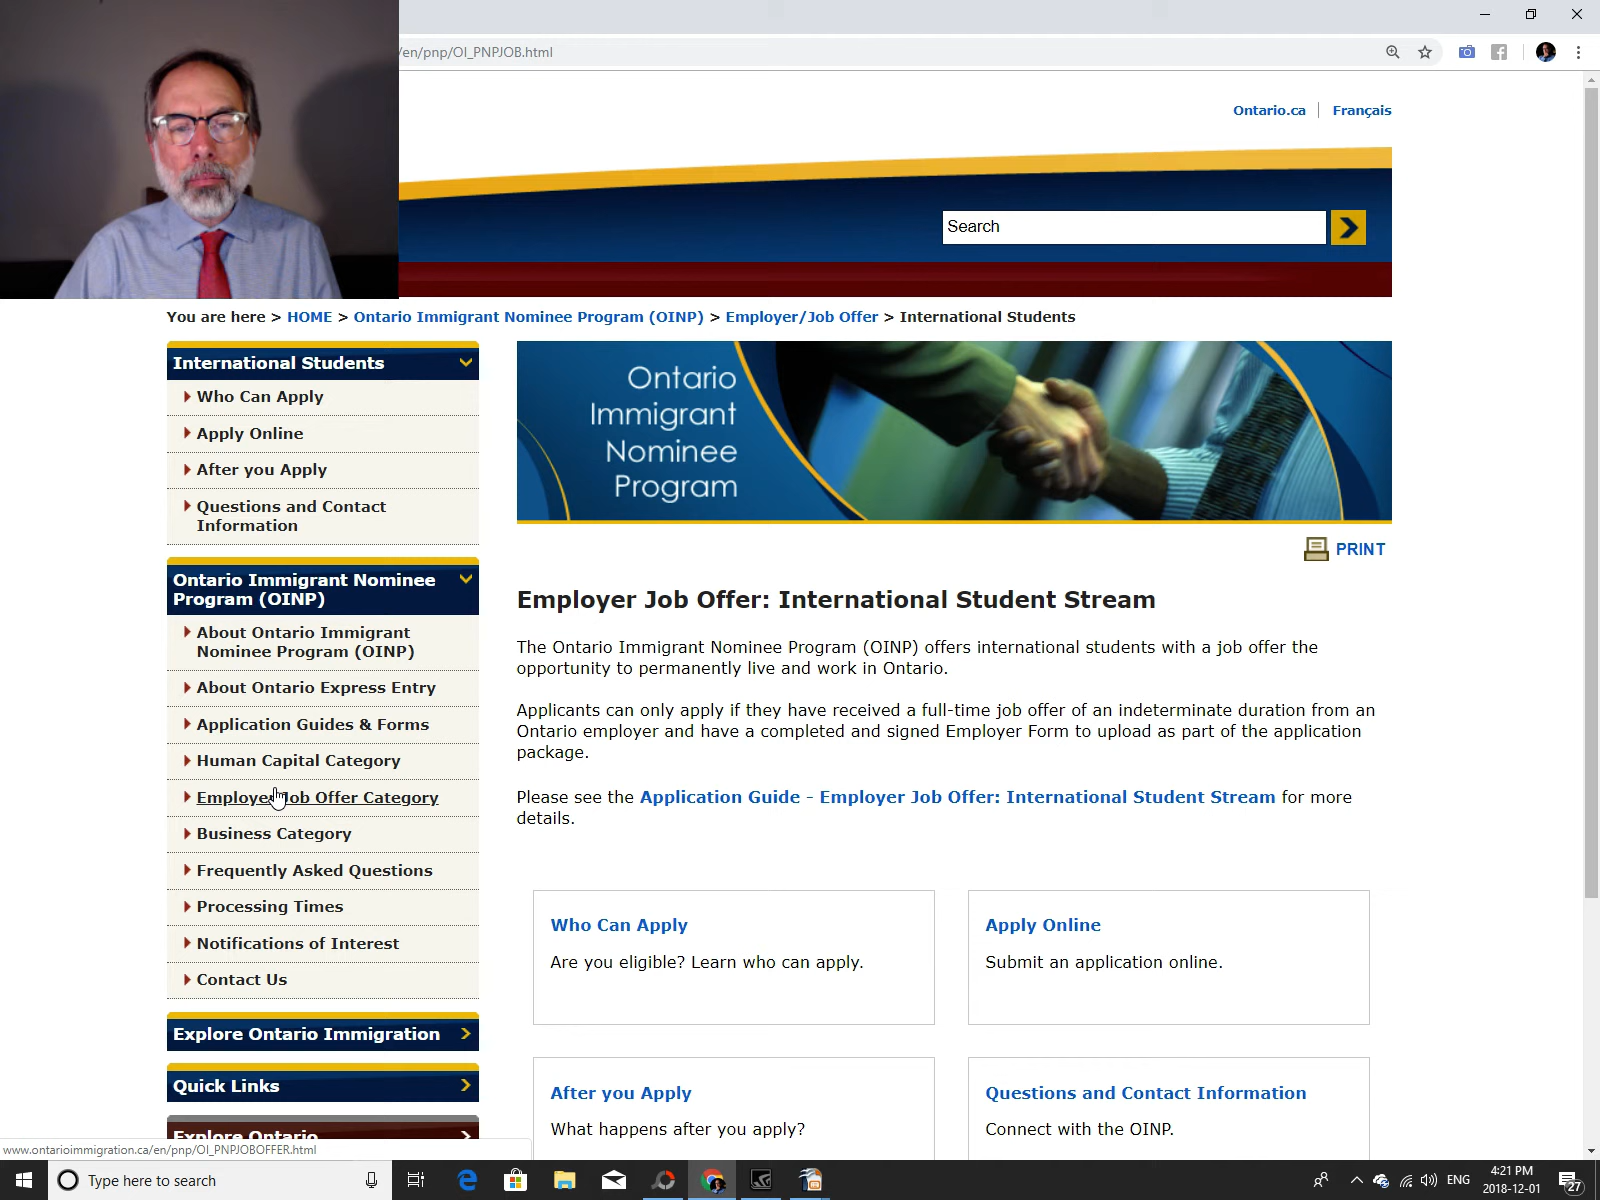 /en/pnp/OI_PNPJOB.html
Ontario.ca
Français
Search
You are here > HOME > Ontario Immigrant Nominee Program (OINP) > Employer/Job Offer > International Students
International Students
Who Can Apply
Apply Online
After you Apply
Questions and Contact
Information
Ontario Immigrant Nominee
Program (OINP)
About Ontario Immigrant
Nominee Program (OINP)
About Ontario Express Entry
Application Guides & Forms
Human Capital Category
Employer Job Offer Category
Business Category
Frequently Asked Questions
Processing Times
Notifications of Interest
Contact Us
Explore Ontario Immigration
Quick Links
Explore Ontario
Ontario
Immigrant
Nominee
Program
PRINT
Employer Job Offer: International Student Stream
The Ontario Immigrant Nominee Program (OINP) offers international students with a job offer the
opportunity to permanently live and work in Ontario.
Applicants can only apply if they have received a full-time job offer of an indeterminate duration from an
Ontario employer and have a completed and signed Employer Form to upload as part of the application
package.
Please see the Application Guide - Employer Job Offer: International Student Stream for more
details.
Who Can Apply
Are you eligible? Learn who can apply.
Apply Online
Submit an application online.
After you Apply
What happens after you apply?
Questions and Contact Information
Connect with the OINP.
www.ontarioimmigration.ca/en/pnp/OI_PNPJOBOFFER.html
Type here to search
ENG
4:21 PM
2018-12-01
27